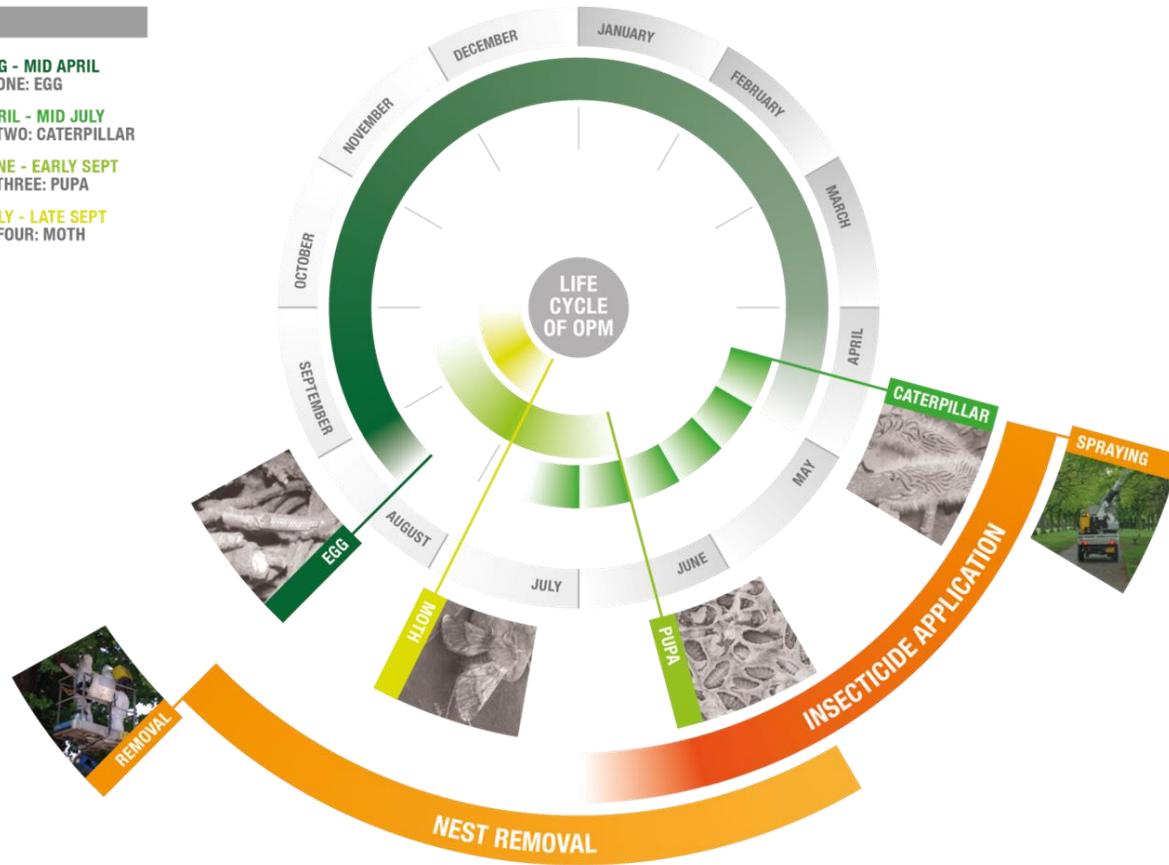 G - MID APRIL
ONE: EGG
RIL - MID JULY
TWO: CATERPILLAR
NE - EARLY SEPT
THREE: PUPA
LY - LATE SEPT
FOUR: MOTH
DECEMBER
JANUARY
NOVEMBER
FEBRUARY
OCTOBER
MARCH
SEPTEMBER
APRIL
AUGUST
MAY
JULY
JUNE
LIFE
CYCLE
OF OPM
CATERPILLAR
SPRAYING
EGG
MOTH
PUPA
INSECTICIDE APPLICATION
REMOVAL
NEST REMOVAL